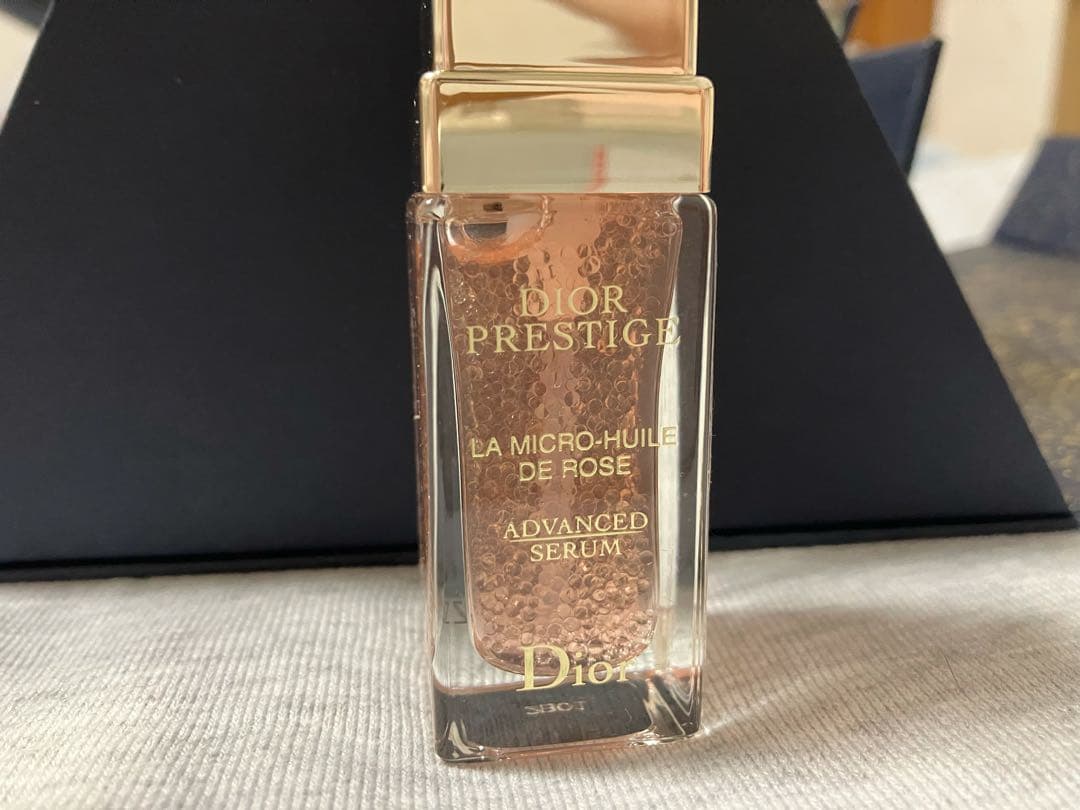 DIOR
PRESTIGE
LA MICRO-HUILE
DE ROSE
ADVANCED
SERUM
Dior